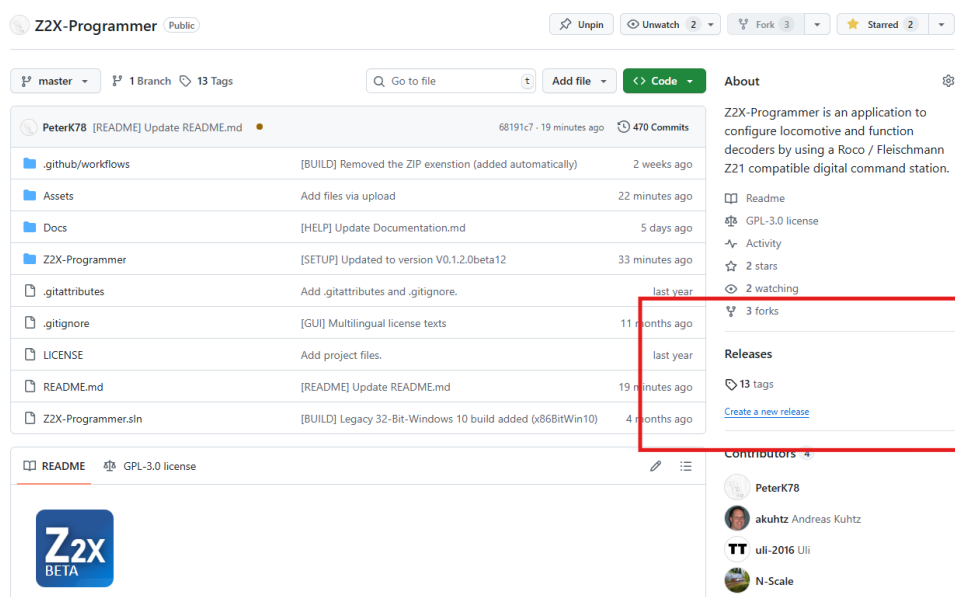 Z2X-Programmer Public
Unpin
Unwatch 2
Fork 3
Starred 2
master
1 Branch
13 Tags
Go to file t
Add file
Code
PeterK78 [README] Update README.md
68191c7 · 19 minutes ago
470 Commits
.github/workflows [BUILD] Removed the ZIP exenstion (added automatically) 2 weeks ago
Assets Add files via upload 22 minutes ago
Docs [HELP] Update Documentation.md 5 days ago
Z2X-Programmer [SETUP] Updated to version V0.1.2.0beta12 33 minutes ago
.gitattributes Add .gitattributes and .gitignore. last year
.gitignore [GUI] Multilingual license texts 11 months ago
LICENSE Add project files. last year
README.md [README] Update README.md 19 minutes ago
Z2X-Programmer.sln [BUILD] Legacy 32-Bit-Windows 10 build added (x86BitWin10) 4 months ago
README
GPL-3.0 license
Z2X
BETA
About
Z2X-Programmer is an application to
configure locomotive and function
decoders by using a Roco / Fleischmann
Z21 compatible digital command station.
Readme
GPL-3.0 license
Activity
2 stars
2 watching
3 forks
Releases
13 tags
Create a new release
Contributors 4
PeterK78
akuhtz Andreas Kuhtz
TT uli-2016 Uli
N-Scale